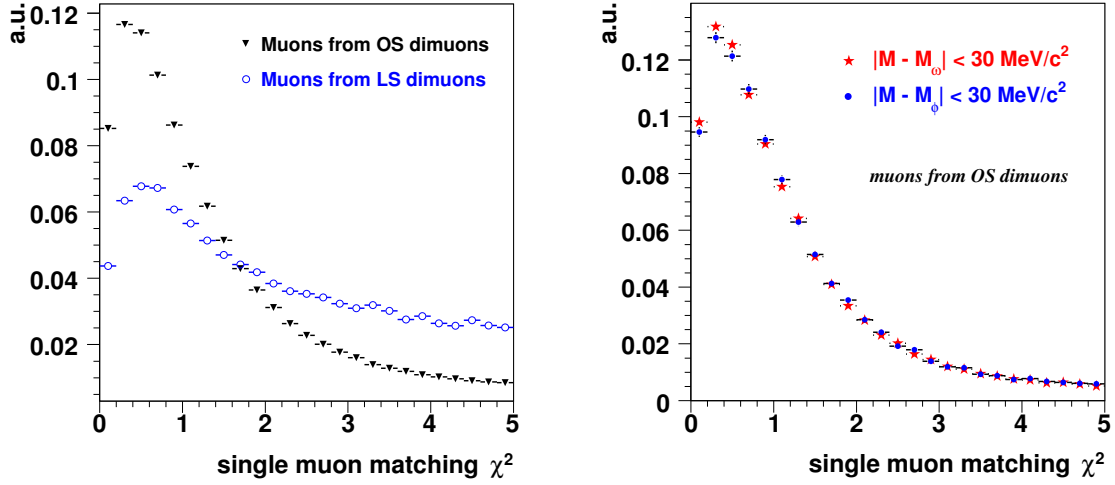 a.u.
0.12
0.1
0.08
0.06
0.04
0.02
Muons from OS dimuons
Muons from LS dimuons
0 1 2 3 4 5
single muon matching χ²
a.u.
0.12
0.1
0.08
0.06
0.04
0.02
0
|M - M_ω| < 30 MeV/c²
|M - M_ϕ| < 30 MeV/c²
muons from OS dimuons
0 1 2 3 4 5
single muon matching χ²